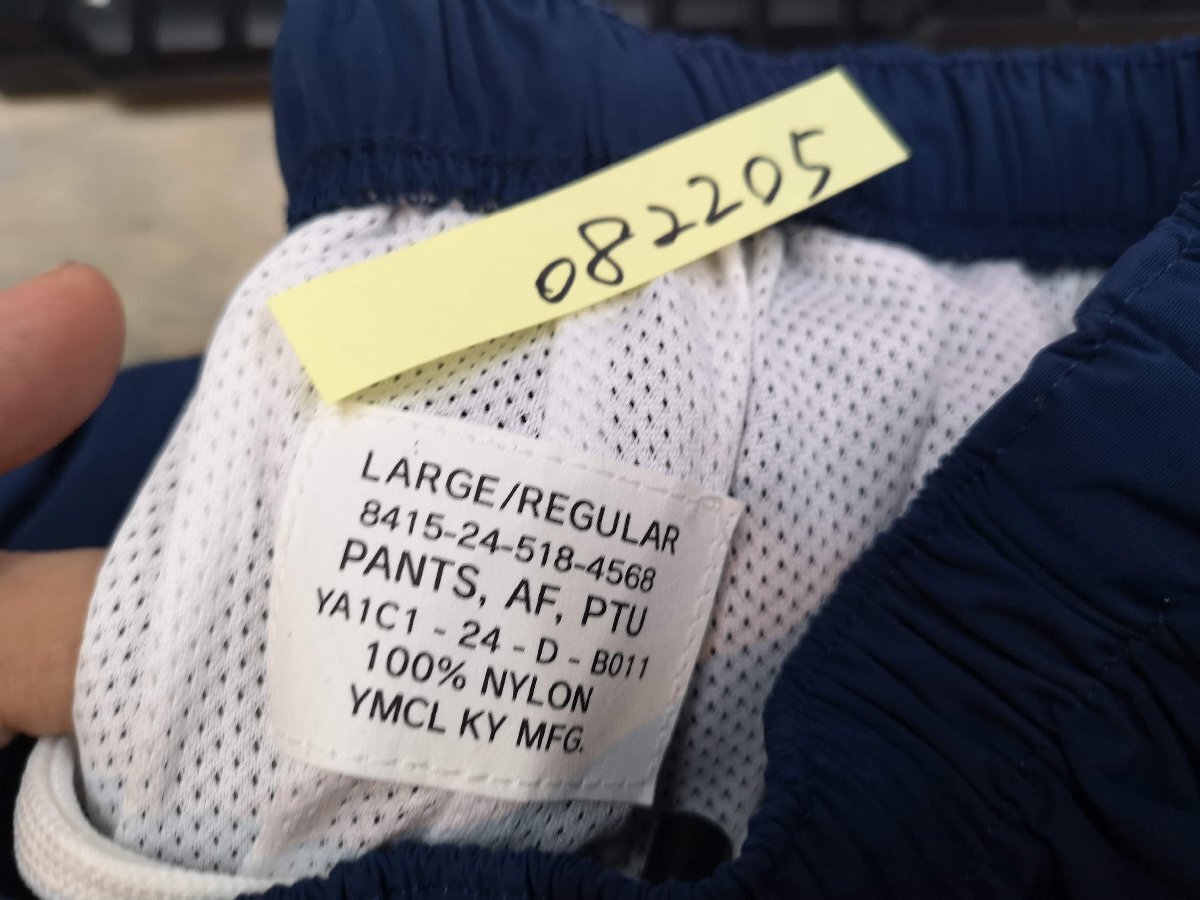 082205
LARGE/REGULAR
8415-24-518-4568
PANTS, AF, PTU
YA1C1 - 24 - D - B011
100% NYLON
YMCL KY MFG.